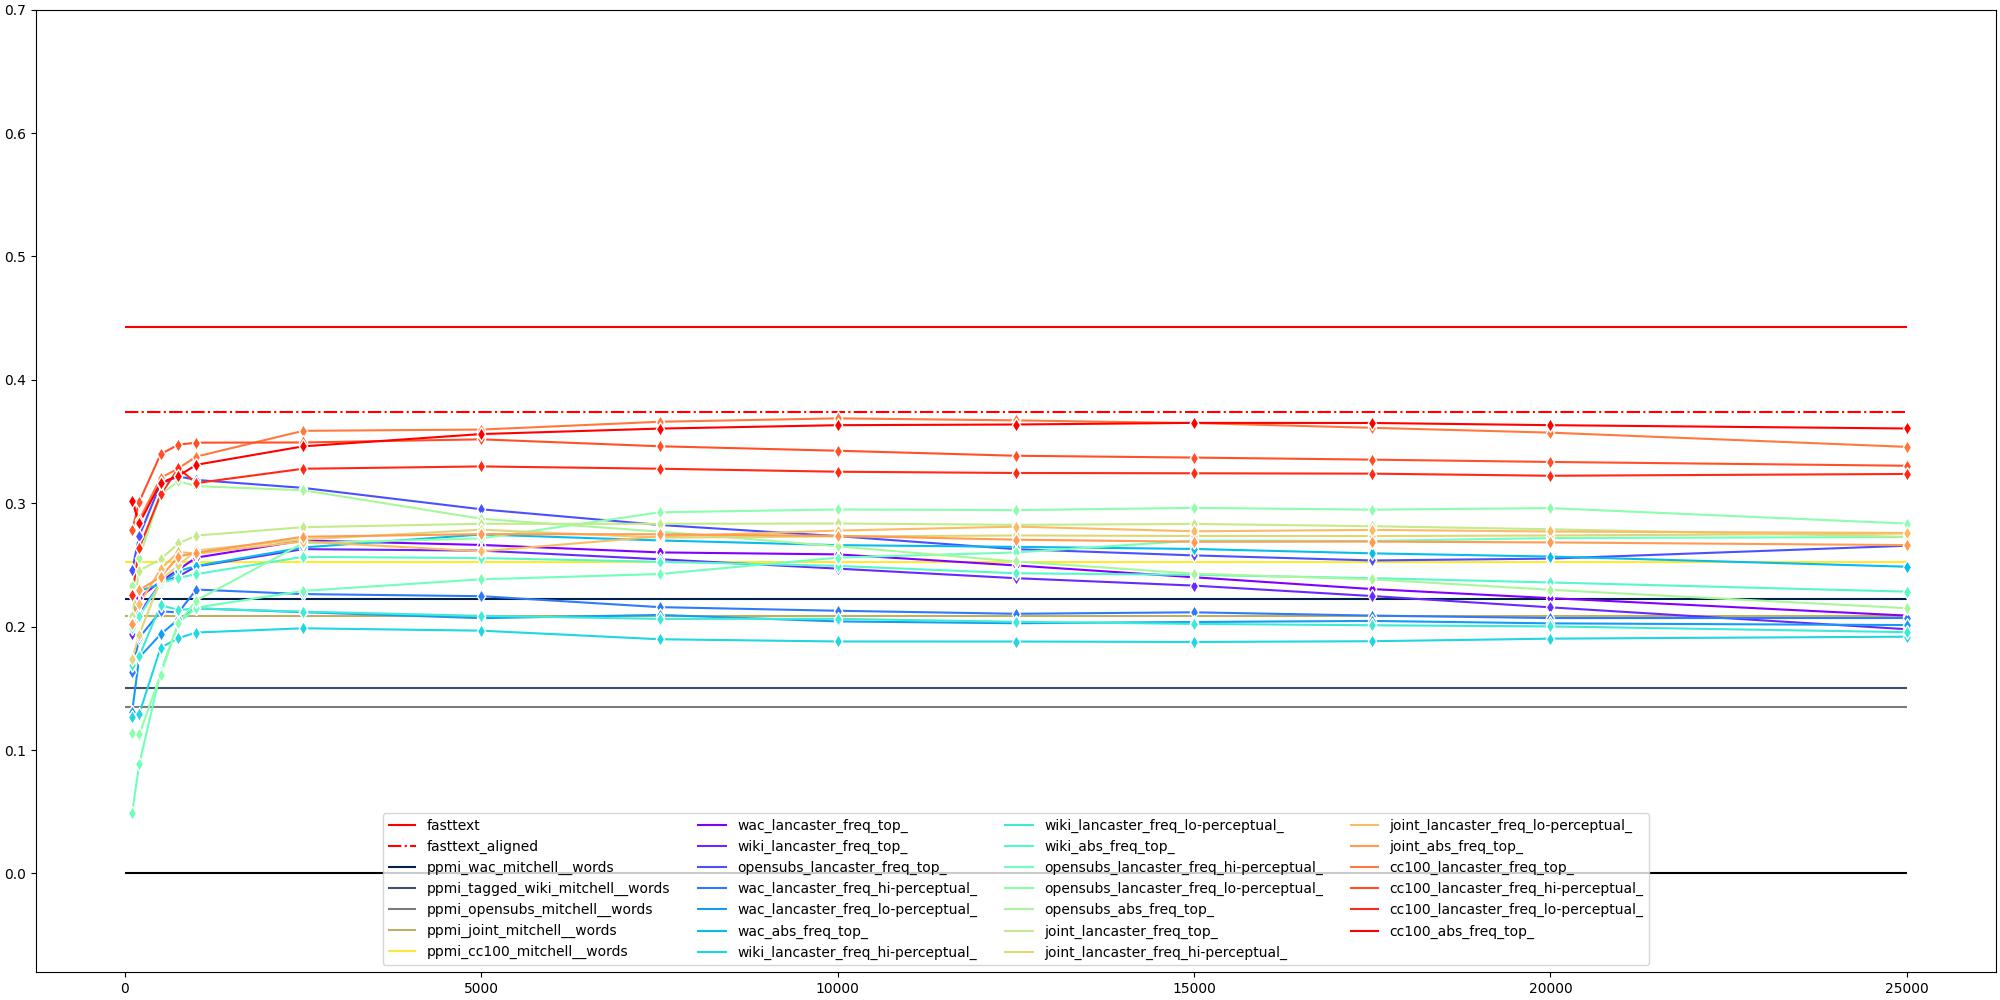 0.7
0.6
0.5
0.4
0.3
0.2
0.1
0.0
fasttext
fasttext_aligned
ppmi_wac_mitchell__words
ppmi_tagged_wiki_mitchell__words
ppmi_opensubs_mitchell__words
ppmi_joint_mitchell__words
ppmi_cc100_mitchell__words
wac_lancaster_freq_top_
wiki_lancaster_freq_top_
opensubs_lancaster_freq_top_
wac_lancaster_freq_hi-perceptual_
wac_lancaster_freq_lo-perceptual_
wac_abs_freq_top_
wiki_lancaster_freq_hi-perceptual_
wiki_lancaster_freq_lo-perceptual_
wiki_abs_freq_top_
opensubs_lancaster_freq_hi-perceptual_
opensubs_lancaster_freq_lo-perceptual_
opensubs_abs_freq_top_
joint_lancaster_freq_top_
joint_lancaster_freq_hi-perceptual_
joint_lancaster_freq_lo-perceptual_
joint_abs_freq_top_
cc100_lancaster_freq_top_
cc100_lancaster_freq_hi-perceptual_
cc100_lancaster_freq_lo-perceptual_
cc100_abs_freq_top_
0 5000 10000 15000 20000 25000